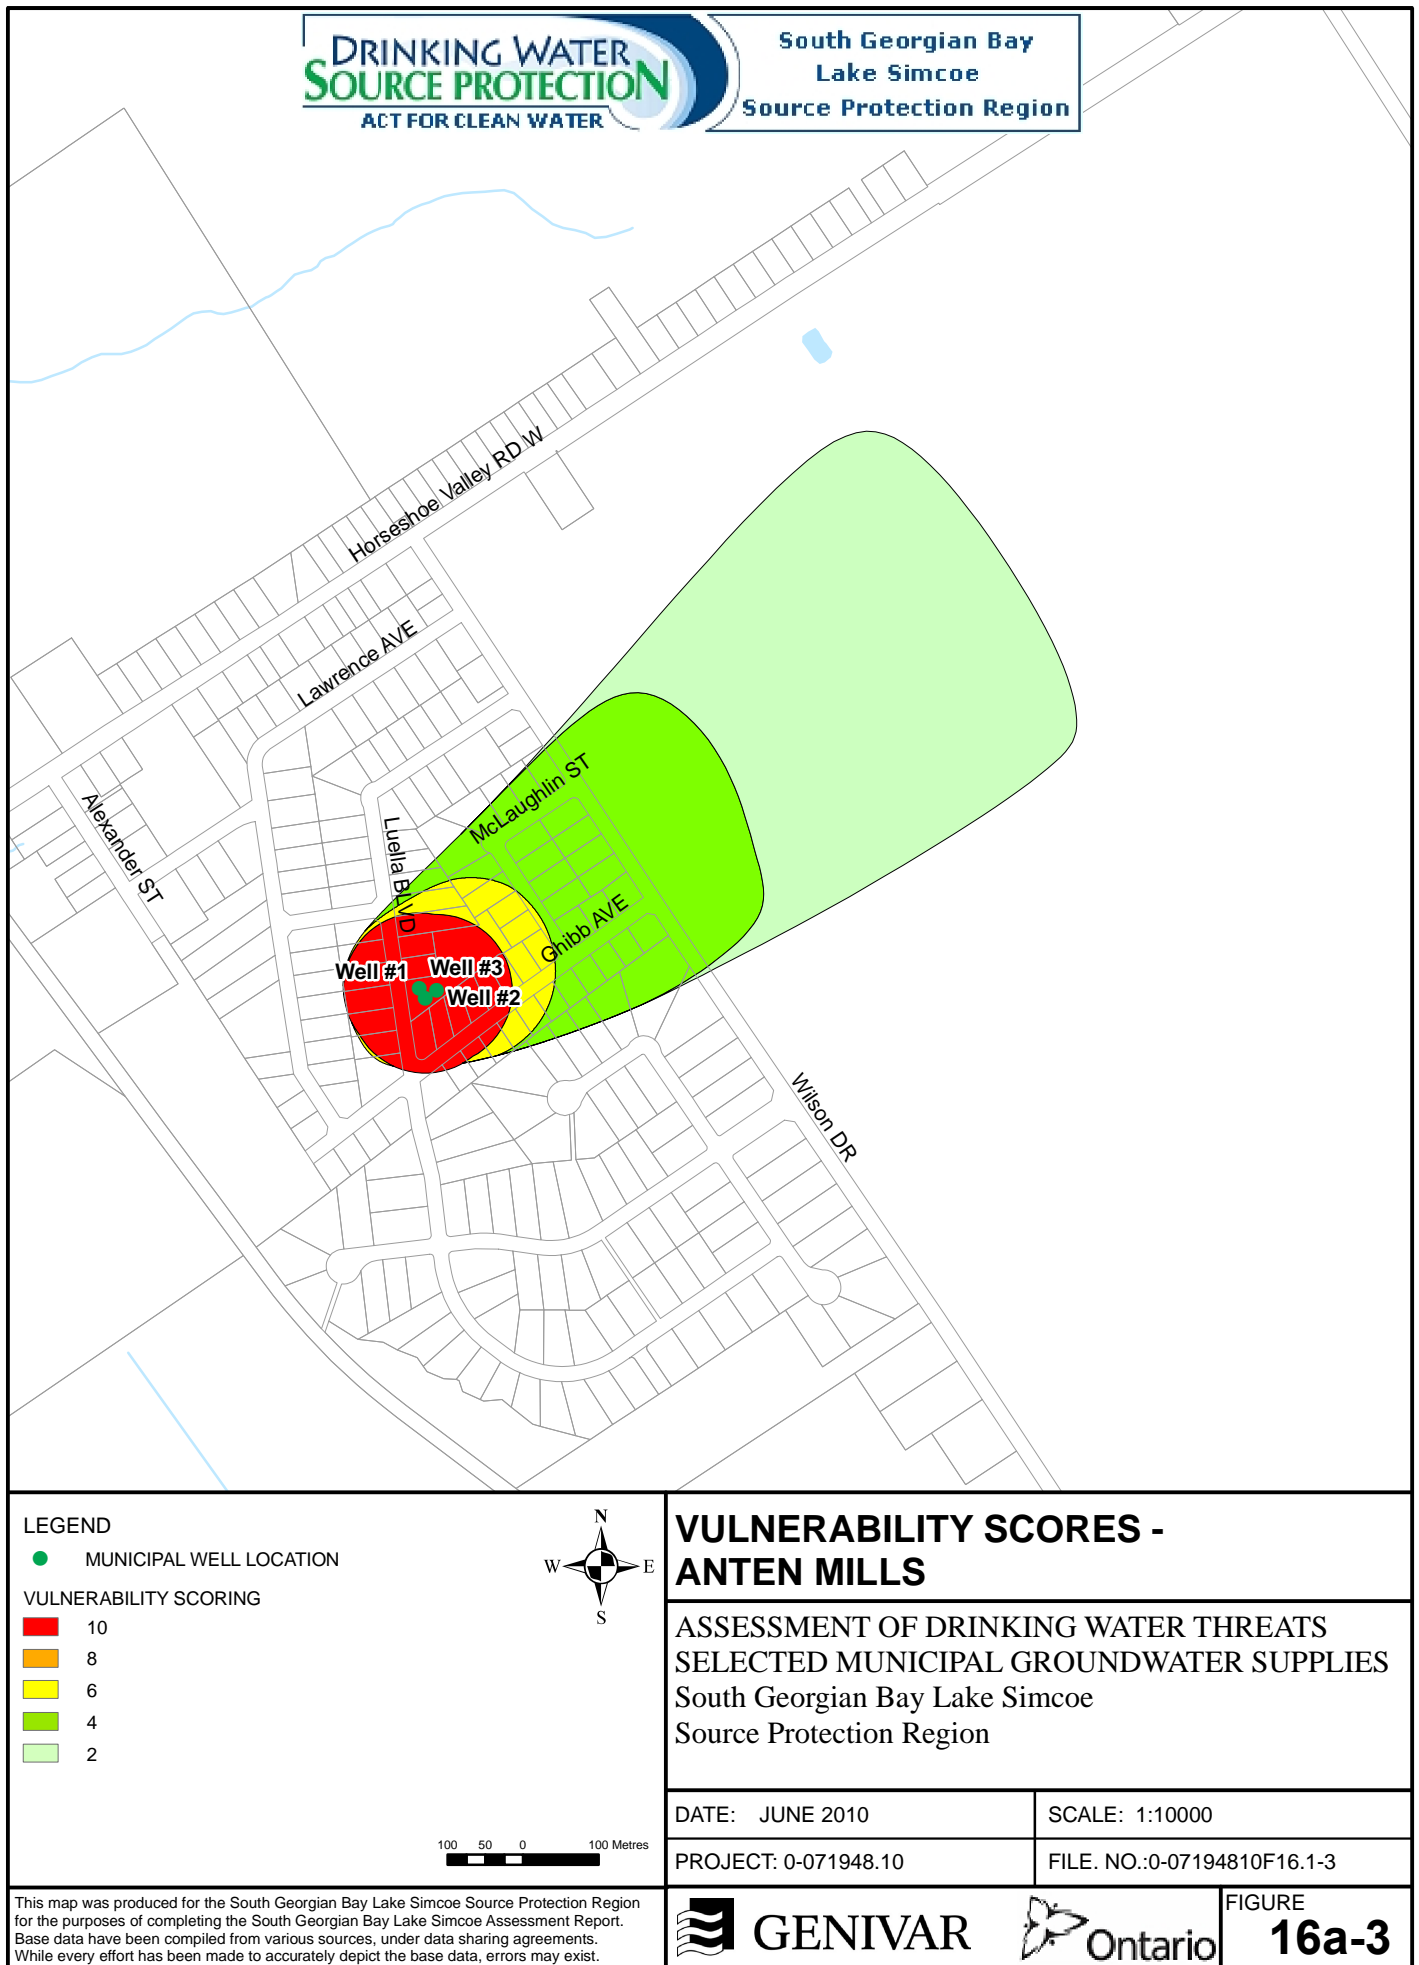 DRINKING WATER
SOURCE PROTECTION
ACT FOR CLEAN WATER
South Georgian Bay
Lake Simcoe
Source Protection Region
Horseshoe Valley RD W
Lawrence AVE
McLaughlin ST
Alexander ST
Luella BLVD
Ghibb AVE
Well #1
Well #3
Well #2
Wilson DR
LEGEND
MUNICIPAL WELL LOCATION
VULNERABILITY SCORING
10
8
6
4
2
N
W E
S
100 50 0 100 Metres
VULNERABILITY SCORES -
ANTEN MILLS
ASSESSMENT OF DRINKING WATER THREATS
SELECTED MUNICIPAL GROUNDWATER SUPPLIES
South Georgian Bay Lake Simcoe
Source Protection Region
DATE: JUNE 2010
SCALE: 1:10000
PROJECT: 0-071948.10
FILE. NO.:0-07194810F16.1-3
This map was produced for the South Georgian Bay Lake Simcoe Source Protection Region
for the purposes of completing the South Georgian Bay Lake Simcoe Assessment Report.
Base data have been compiled from various sources, under data sharing agreements.
While every effort has been made to accurately depict the base data, errors may exist.
GENIVAR
Ontario
FIGURE
16a-3